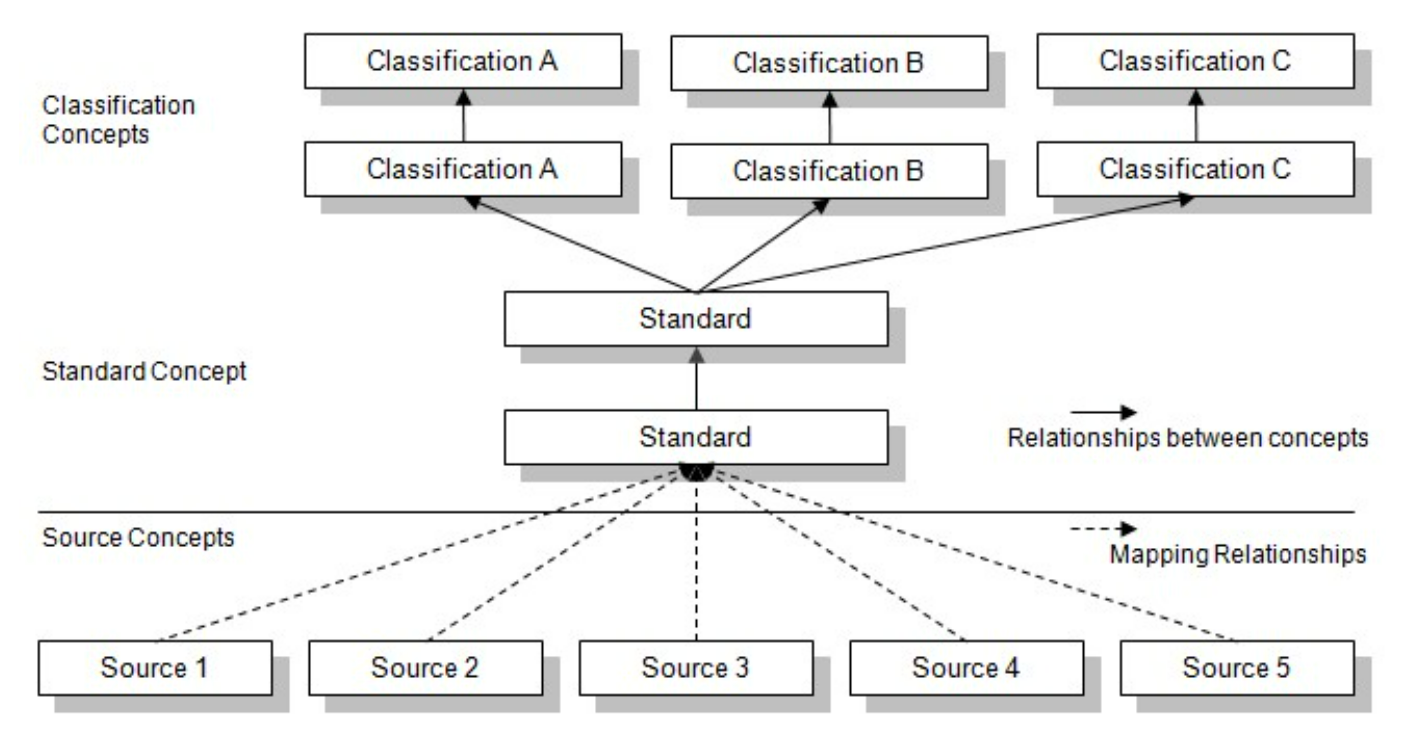 Classification A
Classification B
Classification C
Classification
Concepts
Classification A
Classification B
Classification C
Standard
Standard Concept
Standard
Relationships between concepts
Source Concepts
Mapping Relationships
Source 1
Source 2
Source 3
Source 4
Source 5